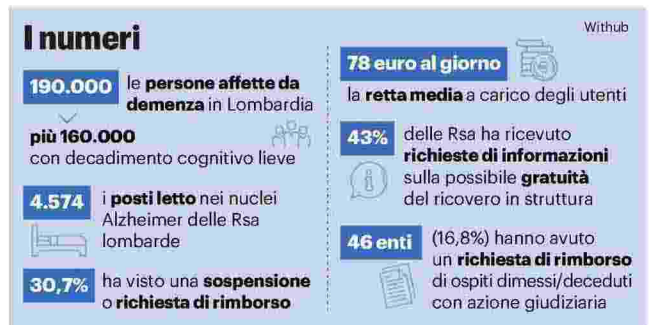 I numeri
Withub
190.000 le persone affette da
demenza in Lombardia
più 160.000
con decadimento cognitivo lieve
4.574 i posti letto nei nuclei
Alzheimer delle Rsa
lombarde
30,7% ha visto una sospensione
o richiesta di rimborso
78 euro al giorno
la retta media a carico degli utenti
43% delle Rsa ha ricevuto
richieste di informazioni
sulla possibile gratuità
del ricovero in struttura
46 enti (16,8%) hanno avuto
un richiesta di rimborso
di ospiti dimessi/deceduti
con azione giudiziaria